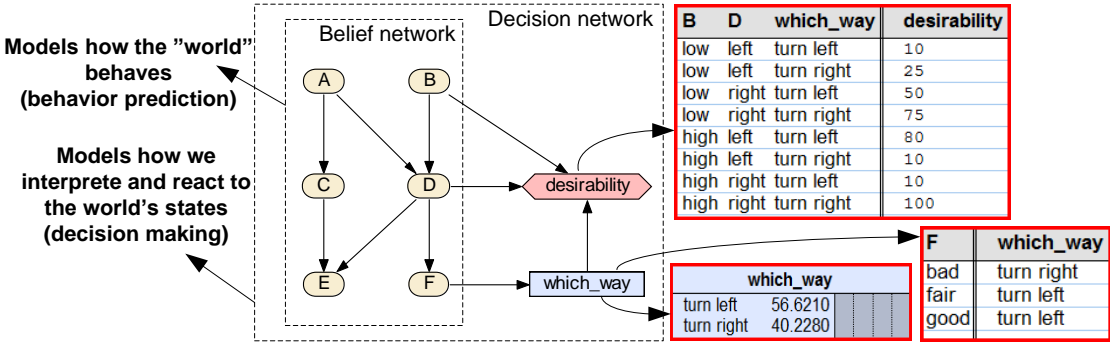 Decision network
Belief network
Models how the ”world”
behaves
(behavior prediction)
Models how we
interprete and react to
the world’s states
(decision making)
A
B
C
D
E
F
desirability
which_way
B D which_way desirability
low left turn left 10
low left turn right 25
low right turn left 50
low right turn right 75
high left turn left 80
high left turn right 10
high right turn left 10
high right turn right 100
which_way
turn left 56.6210
turn right 40.2280
F which_way
bad turn right
fair turn left
good turn left